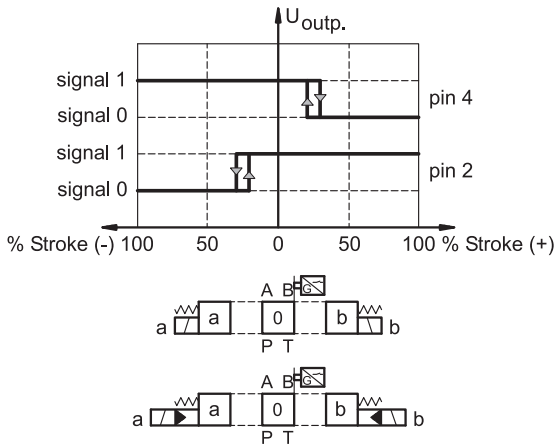 U outp.
signal 1
signal 0
pin 4
signal 1
signal 0
pin 2
% Stroke (-) 100 50 0 50 100 % Stroke (+)
A B G
a a 0 b b
P T
A B G
a a 0 b b
P T